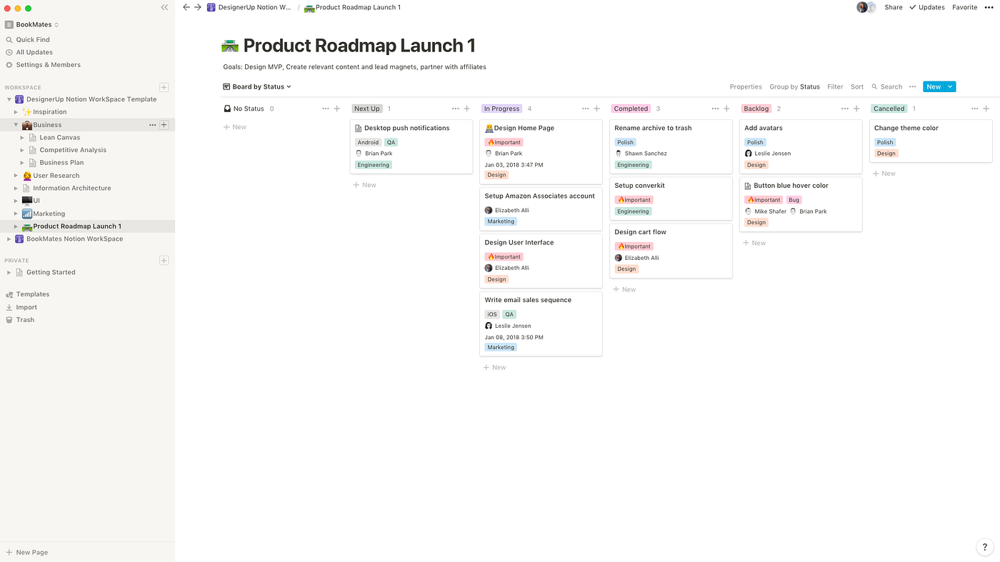 BookMates
Quick Find
All Updates
Settings & Members
WORKSPACE
DesignerUp Notion WorkSpace Template
Inspiration
Business
Lean Canvas
Competitive Analysis
Business Plan
User Research
Information Architecture
UI
Marketing
Product Roadmap Launch 1
BookMates Notion WorkSpace
PRIVATE
Getting Started
Templates
Import
Trash
New Page
DesignerUp Notion W... / Product Roadmap Launch 1
Share Updates Favorite
Product Roadmap Launch 1
Goals: Design MVP, Create relevant content and lead magnets, partner with affiliates
Board by Status
Properties Group by Status Filter Sort Search New
No Status 0
New
Next Up 1
Desktop push notifications
Android QA
Brian Park
Engineering
New
In Progress 4
Design Home Page
Important
Brian Park
Jan 03, 2018 3:47 PM
Design
Setup Amazon Associates account
Elizabeth Alli
Marketing
Design User Interface
Important
Elizabeth Alli
Design
Write email sales sequence
iOS QA
Leslie Jensen
Jan 08, 2018 3:50 PM
Marketing
New
Completed 3
Rename archive to trash
Polish
Shawn Sanchez
Engineering
Setup converkit
Important
Engineering
Design cart flow
Important
Elizabeth Alli
Design
New
Backlog 2
Add avatars
Polish
Leslie Jensen
Design
Button blue hover color
Important Bug
Mike Shafer Brian Park
Design
New
Cancelled 1
Change theme color
Polish
Design
New
?